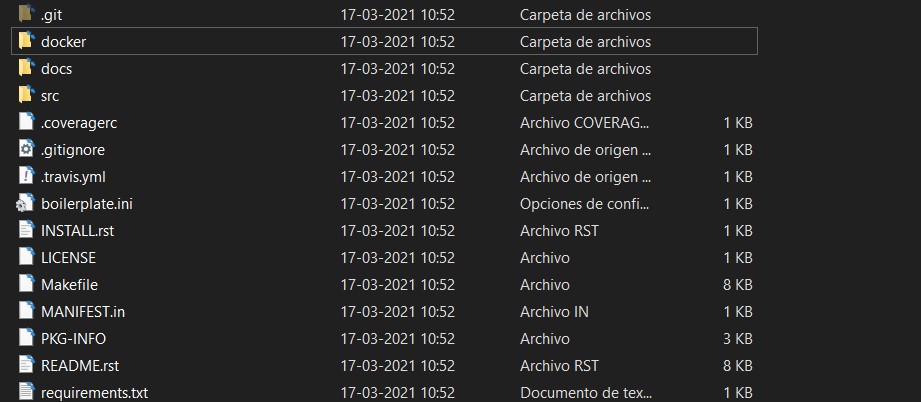 .git 17-03-2021 10:52 Carpeta de archivos
docker 17-03-2021 10:52 Carpeta de archivos
docs 17-03-2021 10:52 Carpeta de archivos
src 17-03-2021 10:52 Carpeta de archivos
.coveragerc 17-03-2021 10:52 Archivo COVERAG... 1 KB
.gitignore 17-03-2021 10:52 Archivo de origen ... 1 KB
.travis.yml 17-03-2021 10:52 Archivo de origen ... 1 KB
boilerplate.ini 17-03-2021 10:52 Opciones de confi... 1 KB
INSTALL.rst 17-03-2021 10:52 Archivo RST 1 KB
LICENSE 17-03-2021 10:52 Archivo 1 KB
Makefile 17-03-2021 10:52 Archivo 8 KB
MANIFEST.in 17-03-2021 10:52 Archivo IN 1 KB
PKG-INFO 17-03-2021 10:52 Archivo 3 KB
README.rst 17-03-2021 10:52 Archivo RST 8 KB
requirements.txt 17-03-2021 10:52 Documento de tex... 1 KB